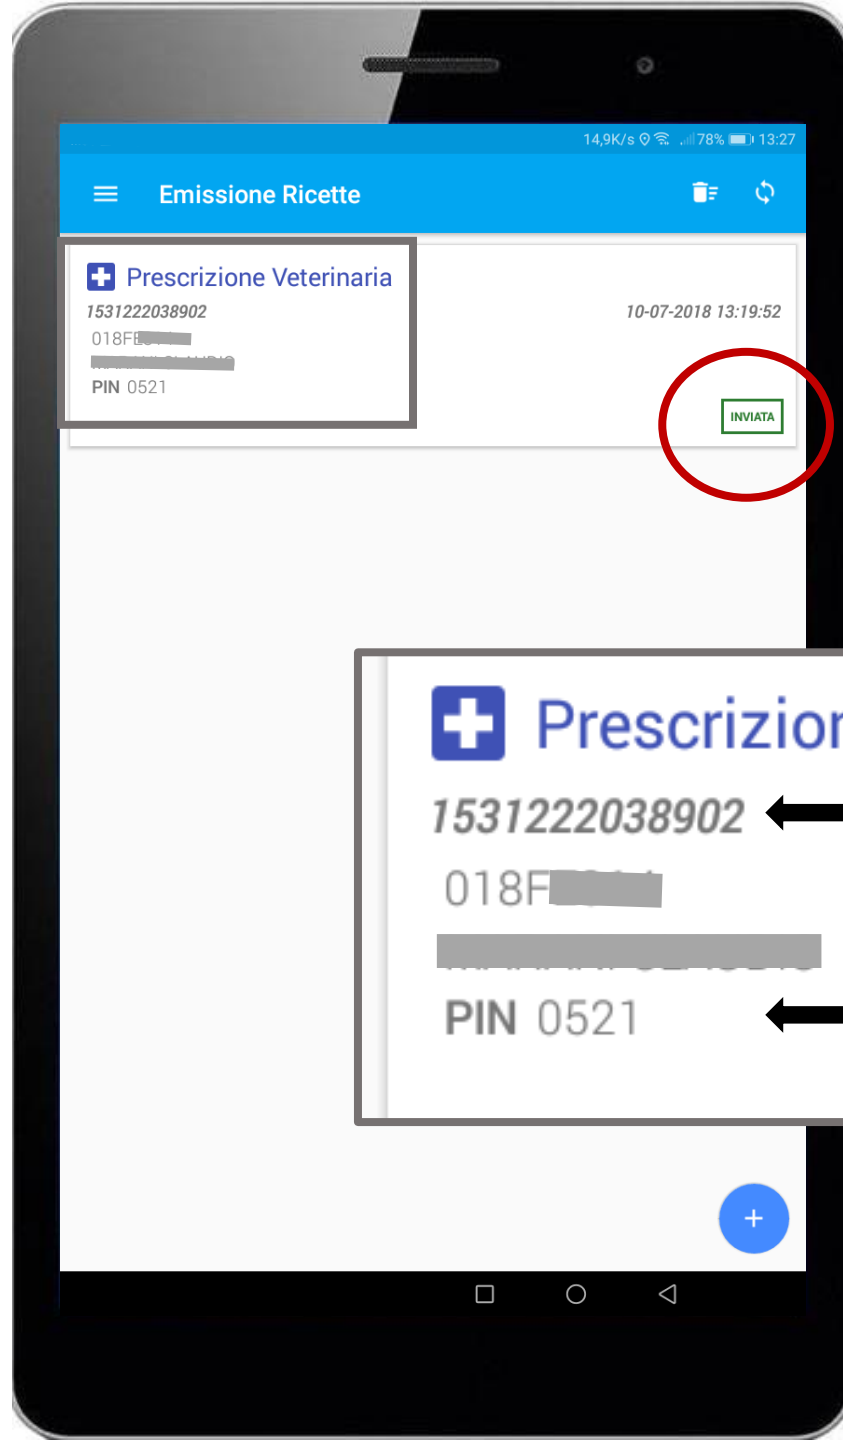 14,9K/s 78% 13:27
Emissione Ricette
Prescrizione Veterinaria
1531222038902
10-07-2018 13:19:52
018FE
PIN 0521
INVIATA
Prescrizion
1531222038902
018F
PIN 0521